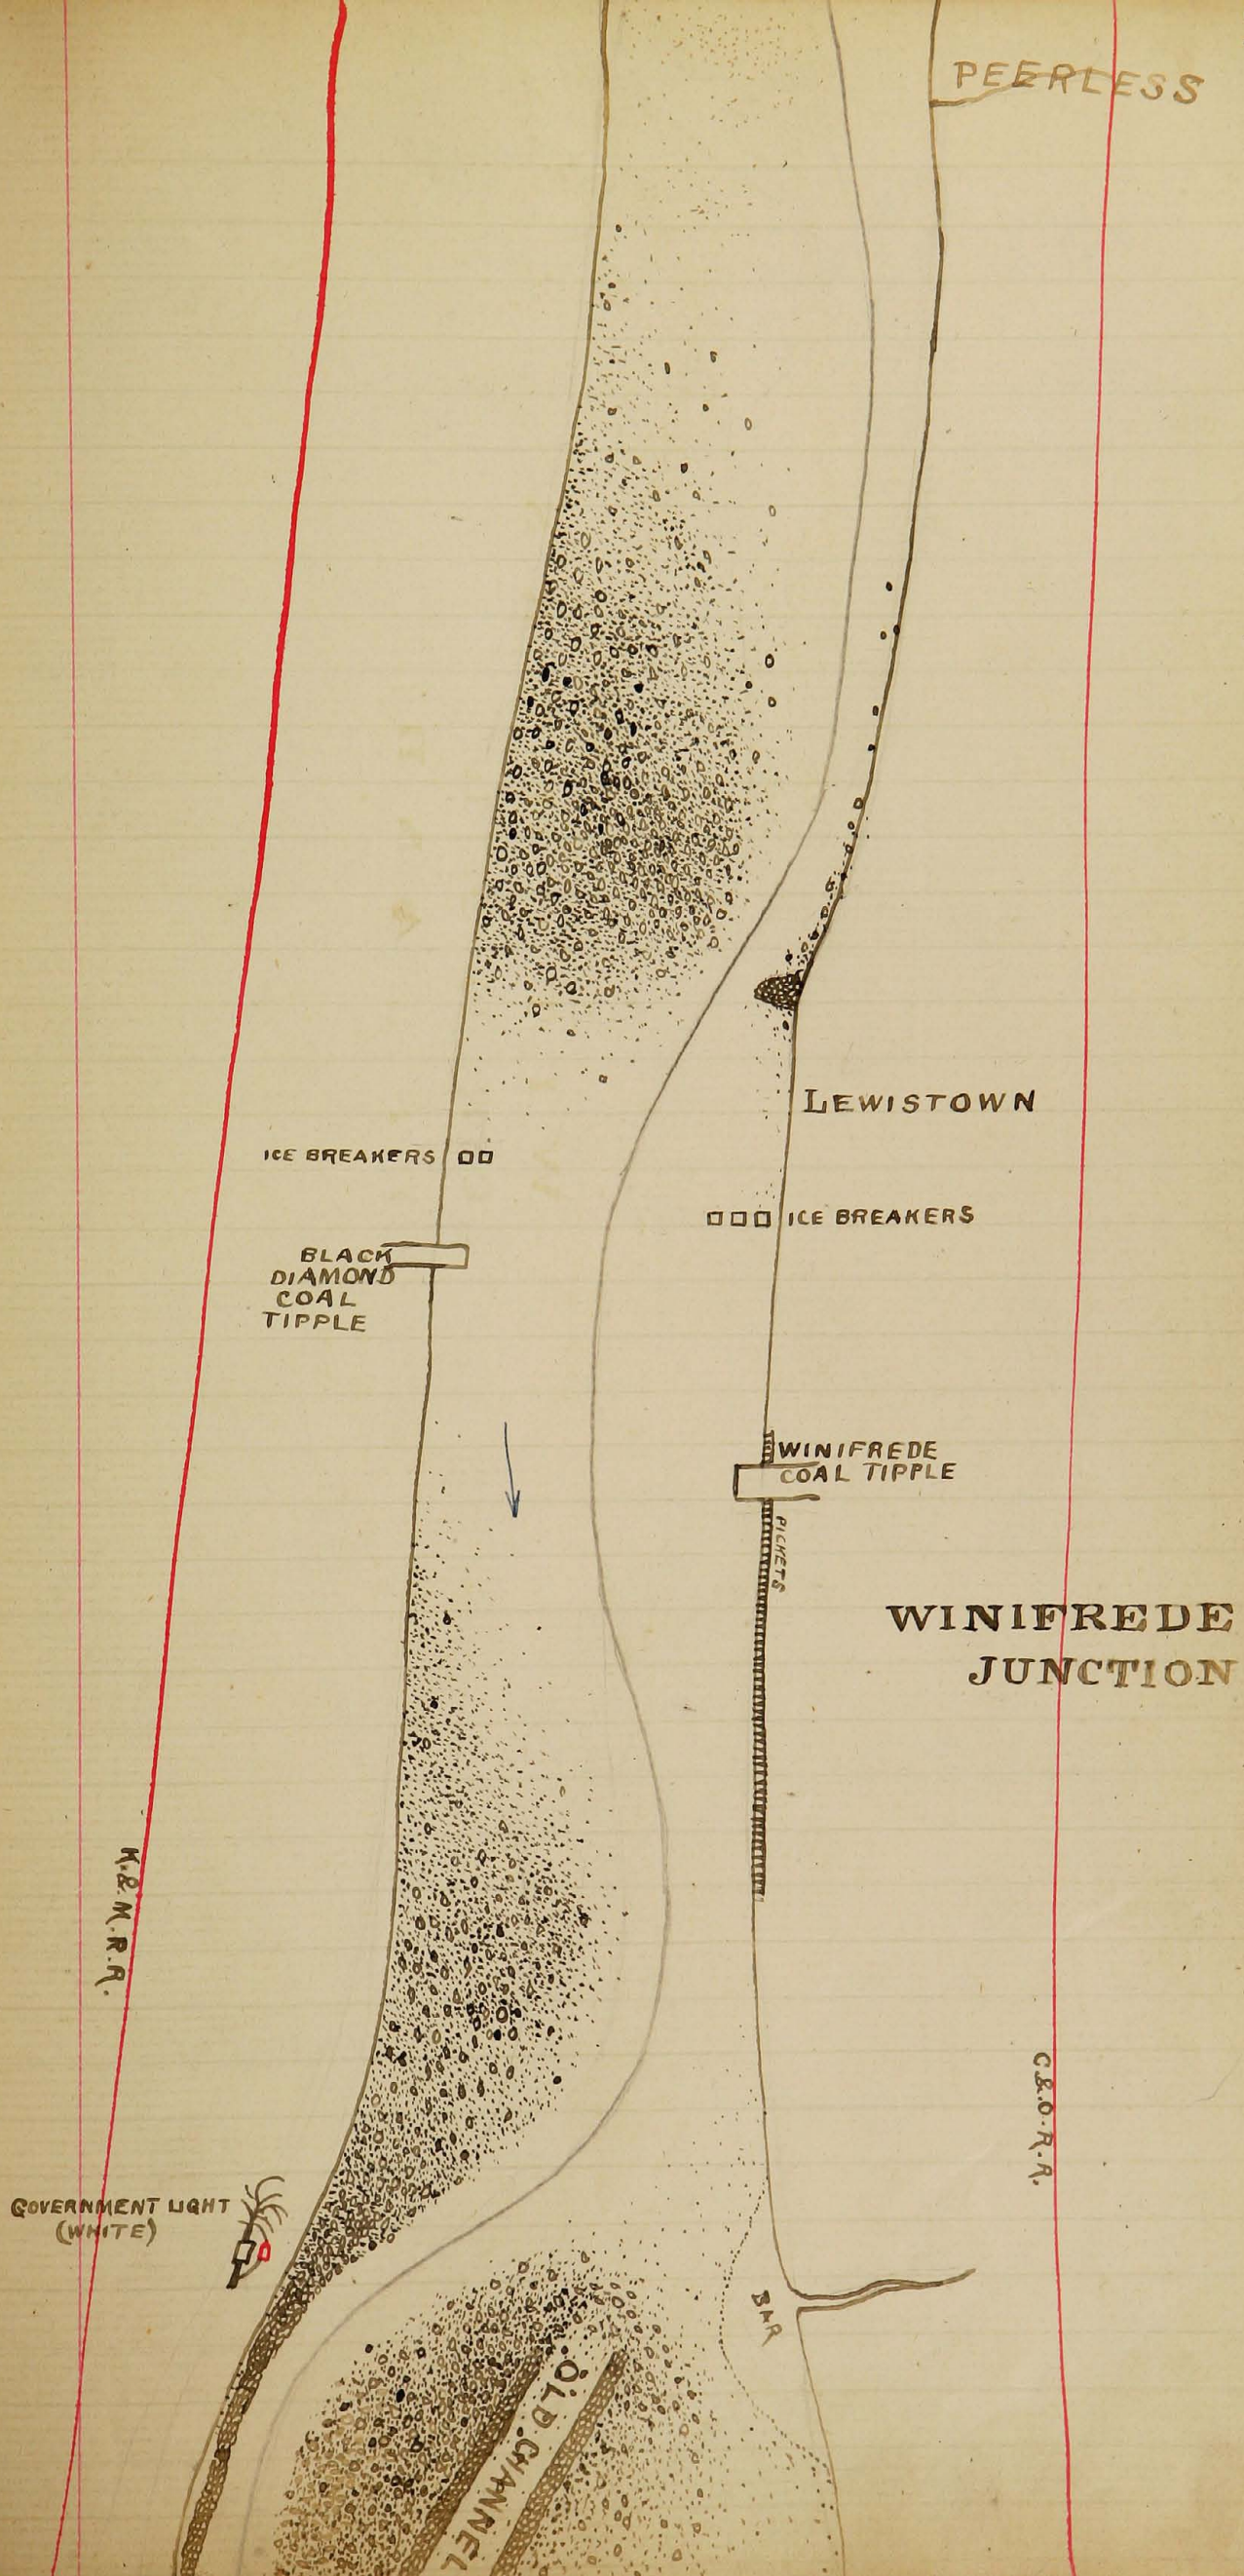 PEERLESS
LEWISTOWN
ICE BREAKERS
ICE BREAKERS
BLACK
DIAMOND
COAL
TIPPLE
WINIFREDE
COAL TIPPLE
PICKETS
WINIFREDE
JUNCTION
K.&.M.R.R.
C.&.O.R.R.
GOVERNMENT LIGHT
(WHITE)
BAR
OLD CHANNEL